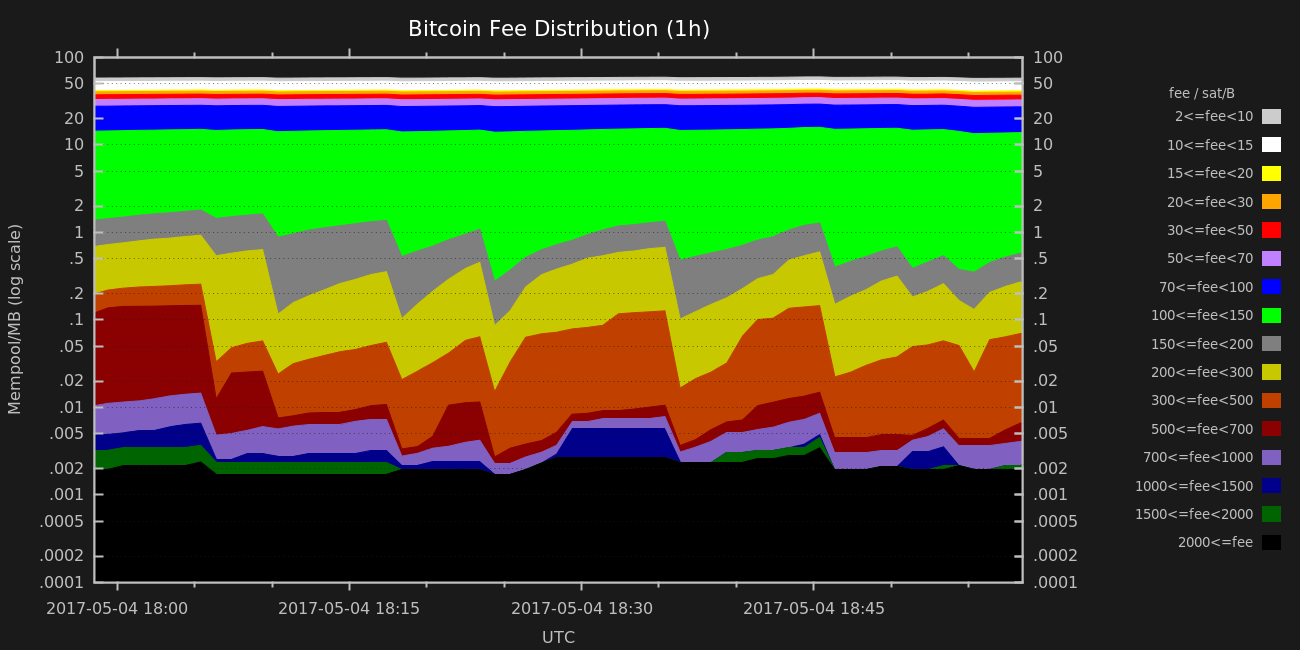 Bitcoin Fee Distribution (1h)
Mempool/MB (log scale)
100
50
20
10
5
2
1
.5
.2
.1
.05
.02
.01
.005
.002
.001
.0005
.0002
.0001
100
50
20
10
5
2
1
.5
.2
.1
.05
.02
.01
.005
.002
.001
.0005
.0002
.0001
2017-05-04 18:00
2017-05-04 18:15
2017-05-04 18:30
2017-05-04 18:45
UTC
fee / sat/B
2<=fee<10
10<=fee<15
15<=fee<20
20<=fee<30
30<=fee<50
50<=fee<70
70<=fee<100
100<=fee<150
150<=fee<200
200<=fee<300
300<=fee<500
500<=fee<700
700<=fee<1000
1000<=fee<1500
1500<=fee<2000
2000<=fee